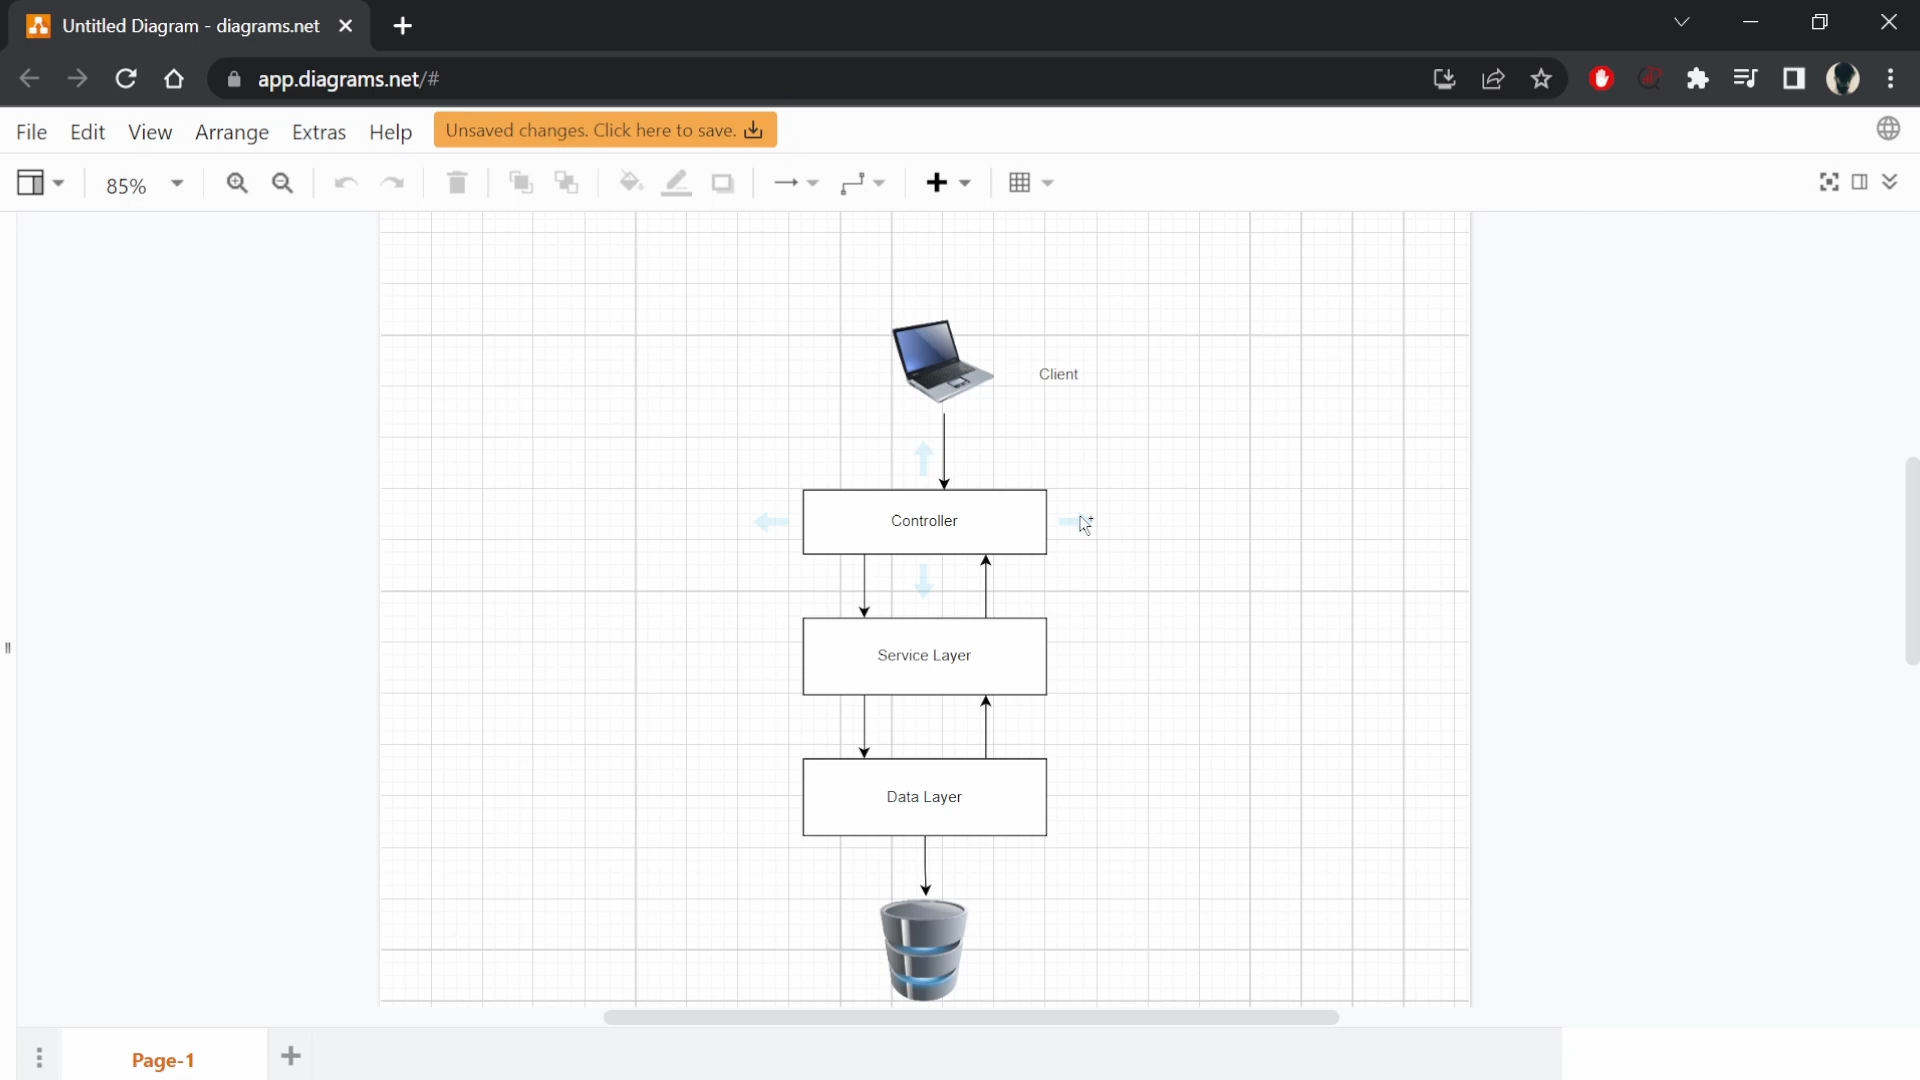 Untitled Diagram - diagrams.net
app.diagrams.net/#
File Edit View Arrange Extras Help Unsaved changes. Click here to save.
85%
Client
Controller
Service Layer
Data Layer
Page-1